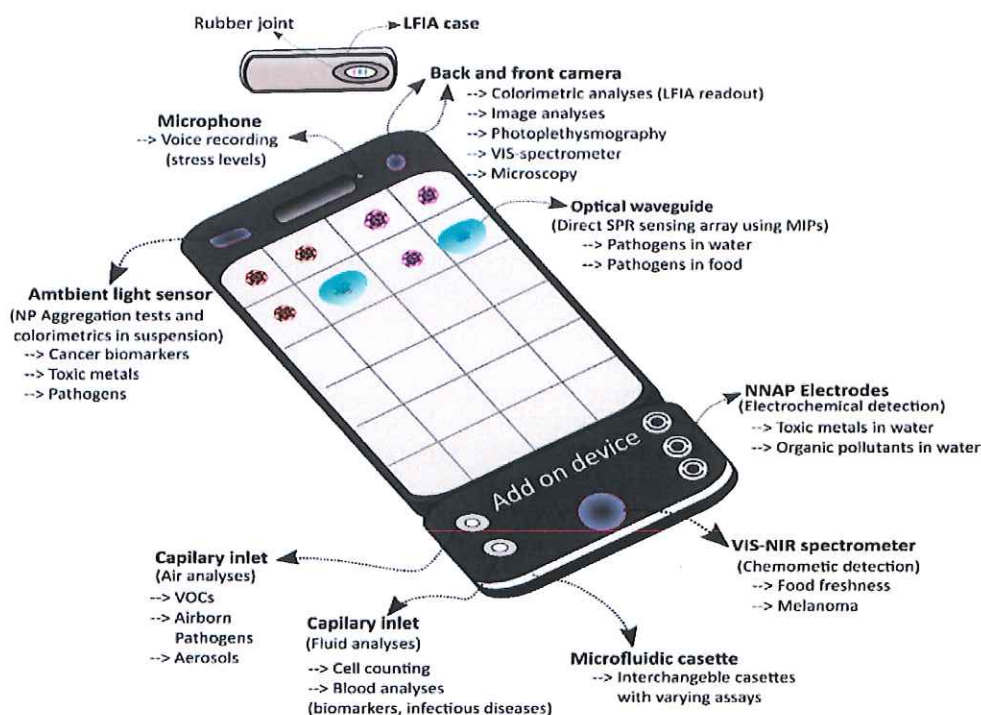 Rubber joint
LFIA case
Back and front camera
--> Colorimetric analyses (LFIA readout)
--> Image analyses
--> Photoplethysmography
--> VIS-spectrometer
--> Microscopy
Microphone
--> Voice recording
(stress levels)
Optical waveguide
(Direct SPR sensing array using MIPs)
--> Pathogens in water
--> Pathogens in food
Amtbient light sensor
(NP Aggregation tests and
colorimetrics in suspension)
--> Cancer biomarkers
--> Toxic metals
--> Pathogens
NNAP Electrodes
(Electrochemical detection)
--> Toxic metals in water
--> Organic pollutants in water
Add on device
VIS-NIR spectrometer
(Chemometic detection)
--> Food freshness
--> Melanoma
Capilary inlet
(Air analyses)
--> VOCs
--> Airborn
Pathogens
--> Aerosols
Capilary inlet
(Fluid analyses)
--> Cell counting
--> Blood analyses
(biomarkers, infectious diseases)
Microfluidic casette
--> Interchangeble casettes
with varying assays